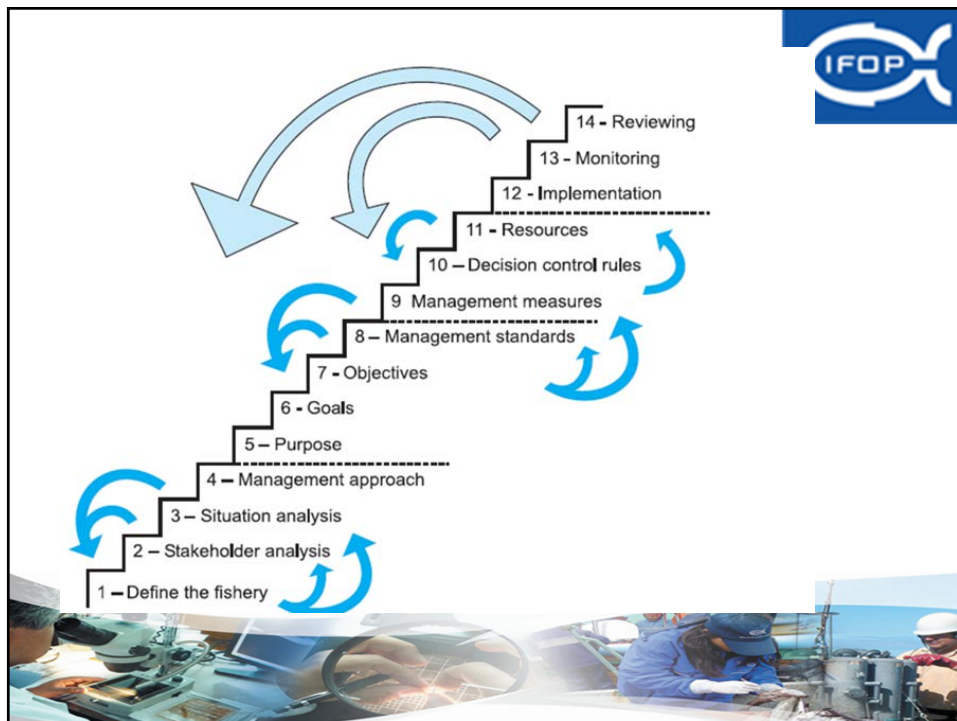 IFOP
14 - Reviewing
13 - Monitoring
12 - Implementation
11 - Resources
10 – Decision control rules
9 Management measures
8 – Management standards
7 - Objectives
6 - Goals
5 – Purpose
4 – Management approach
3 – Situation analysis
2 – Stakeholder analysis
1 – Define the fishery